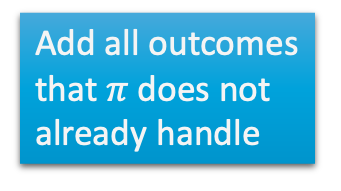 Add all outcomes
that 𝜋 does not
already handle